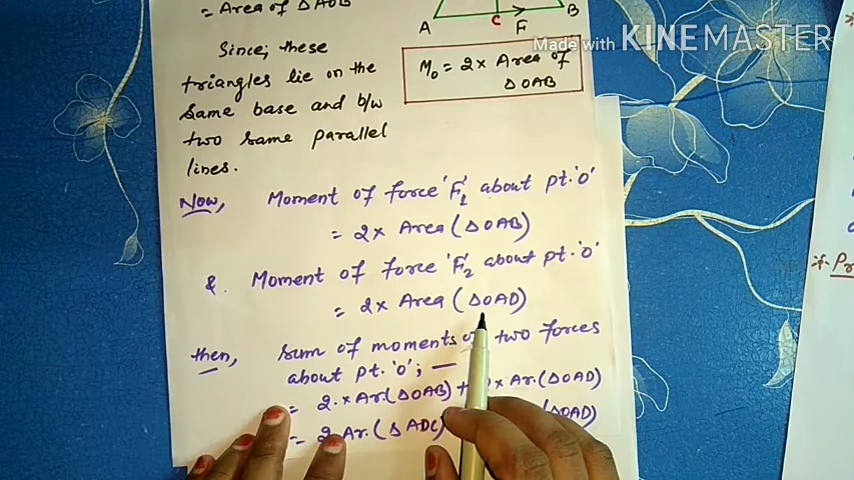 = Area of ΔAOB
A C F B
Made with KINEMASTER
Since; these
triangles lie on the
same base and b/w
two same parallel
lines.
M₀ = 2 × Area of
ΔOAB
Now, Moment of force 'F₁' about pt. 'O'
= 2 × Area (ΔOAB)
&. Moment of force 'F₂' about pt. 'O'
= 2 × Area (ΔOAD)
then, Sum of moments of two forces
about pt. 'O'; —
= 2 × Ar. (ΔOAB) + 2 × Ar. (ΔOAD)
= 2 Ar. (ΔADC) (ΔOAD)
Pr